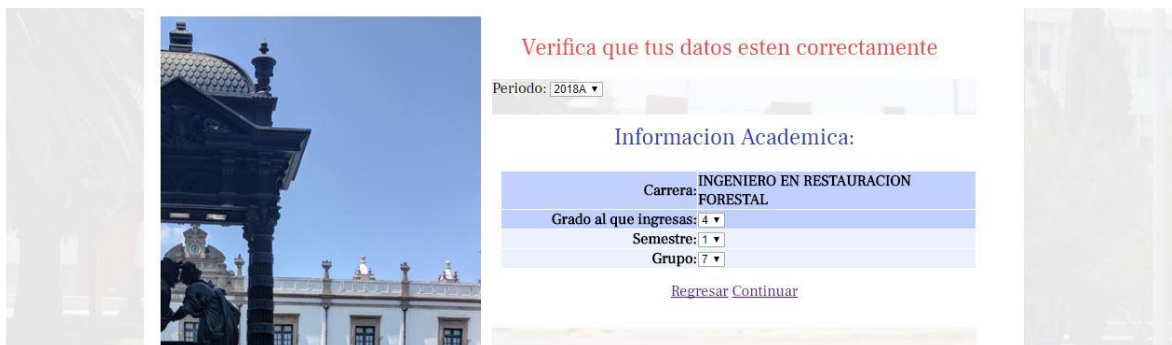 Verifica que tus datos esten correctamente
Periodo: 2018A
Informacion Academica:
Carrera: INGENIERO EN RESTAURACION
FORESTAL
Grado al que ingresas: 4
Semestre: 1
Grupo: 7
Regresar Continuar